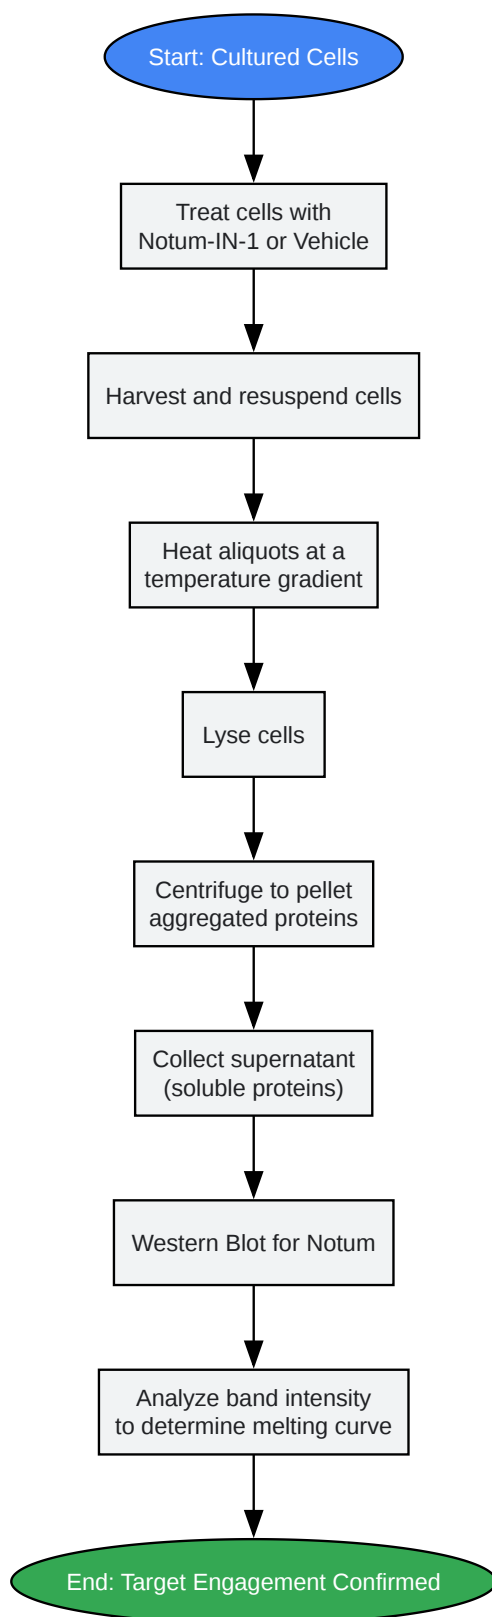 Start: Cultured Cells
Treat cells with
Notum-IN-1 or Vehicle
Harvest and resuspend cells
Heat aliquots at a
temperature gradient
Lyse cells
Centrifuge to pellet
aggregated proteins
Collect supernatant
(soluble proteins)
Western Blot for Notum
Analyze band intensity
to determine melting curve
End: Target Engagement Confirmed